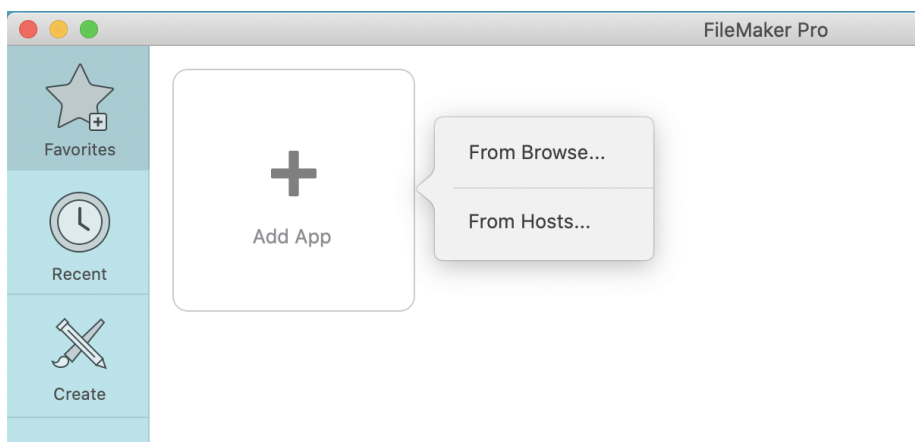 FileMaker Pro
Favorites
Recent
Create
Add App
From Browse...
From Hosts...